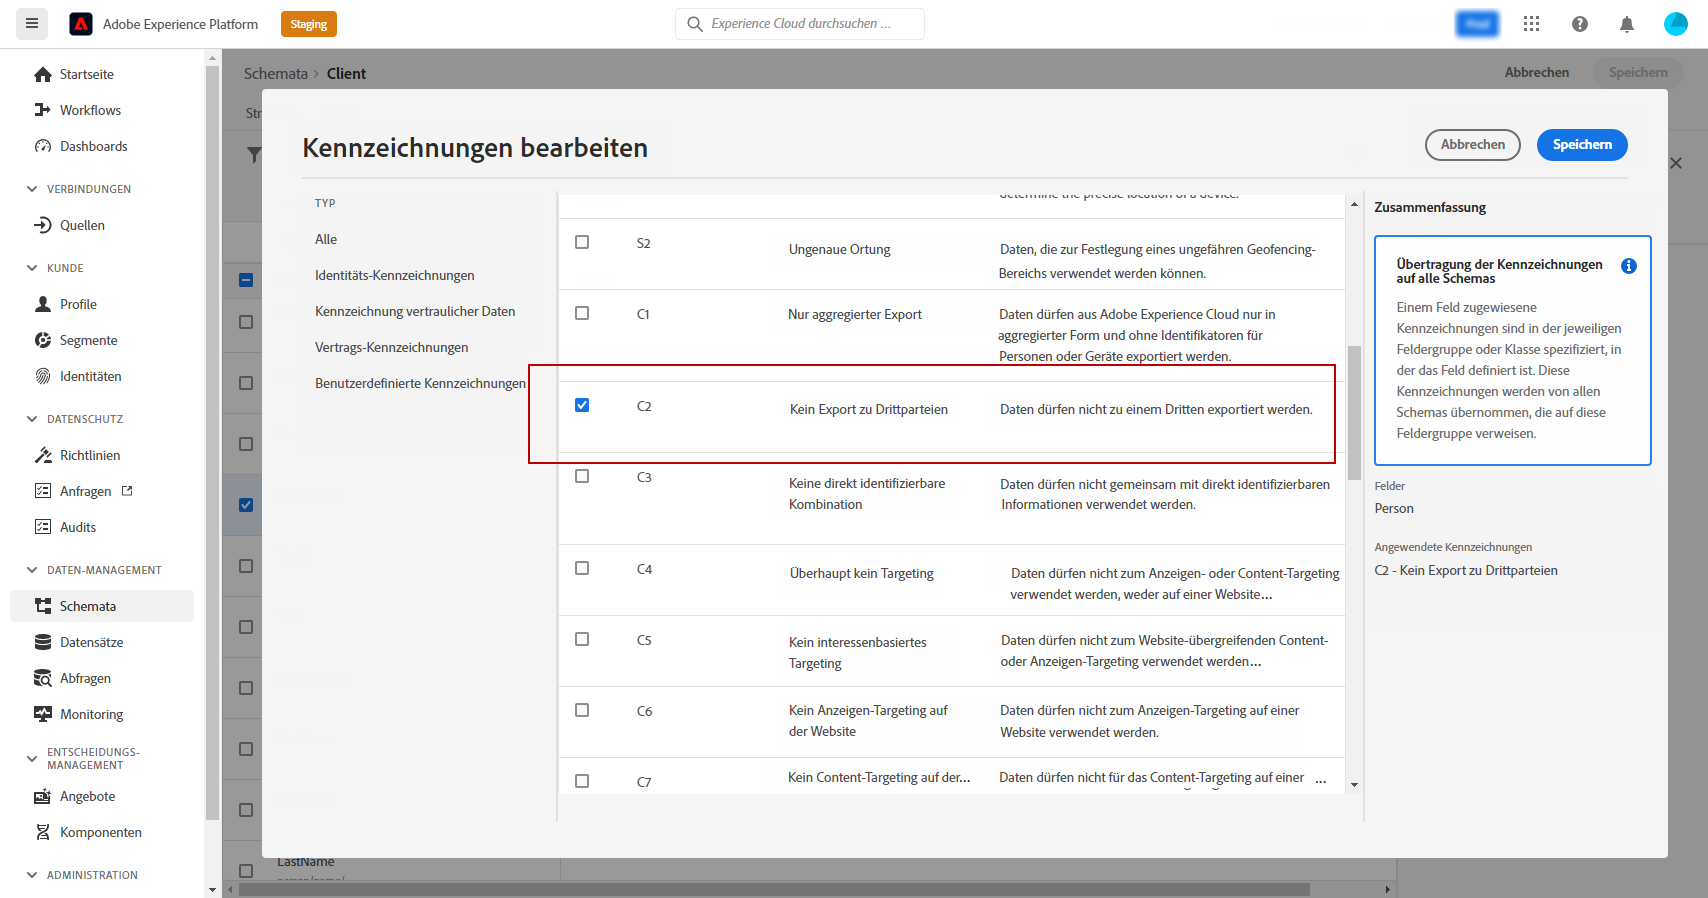 Adobe Experience Platform
Staging
Experience Cloud durchsuchen ...
Startseite
Workflows
Dashboards
VERBINDUNGEN
Quellen
KUNDE
Profile
Segmente
Identitäten
DATENSCHUTZ
Richtlinien
Anfragen
Audits
DATEN-MANAGEMENT
Schemata
Datensätze
Abfragen
Monitoring
ENTSCHEIDUNGS-
MANAGEMENT
Angebote
Komponenten
ADMINISTRATION
Schemata > Client
Abbrechen
Speichern
Str
Kennzeichnungen bearbeiten
Abbrechen
Speichern
TYP
Alle
Identitäts-Kennzeichnungen
Kennzeichnung vertraulicher Daten
Vertrags-Kennzeichnungen
Benutzerdefinierte Kennzeichnungen
determine the precise location of a device.
S2
Ungenaue Ortung
Daten, die zur Festlegung eines ungefähren Geofencing-
Bereichs verwendet werden können.
C1
Nur aggregierter Export
Daten dürfen aus Adobe Experience Cloud nur in
aggregierter Form und ohne Identifikatoren für
Personen oder Geräte exportiert werden.
C2
Kein Export zu Drittparteien
Daten dürfen nicht zu einem Dritten exportiert werden.
C3
Keine direkt identifizierbare
Kombination
Daten dürfen nicht gemeinsam mit direkt identifizierbaren
Informationen verwendet werden.
C4
Überhaupt kein Targeting
Daten dürfen nicht zum Anzeigen- oder Content-Targeting
verwendet werden, weder auf einer Website...
C5
Kein interessenbasiertes
Targeting
Daten dürfen nicht zum Website-übergreifenden Content-
oder Anzeigen-Targeting verwendet werden...
C6
Kein Anzeigen-Targeting auf
der Website
Daten dürfen nicht zum Anzeigen-Targeting auf einer
Website verwendet werden.
C7
Kein Content-Targeting auf der...
Daten dürfen nicht für das Content-Targeting auf einer ...
Zusammenfassung
Übertragung der Kennzeichnungen
auf alle Schemas
Einem Feld zugewiesene
Kennzeichnungen sind in der jeweiligen
Feldergruppe oder Klasse spezifiziert, in
der das Feld definiert ist. Diese
Kennzeichnungen werden von allen
Schemas übernommen, die auf diese
Feldergruppe verweisen.
Felder
Person
Angewendete Kennzeichnungen
C2 - Kein Export zu Drittparteien
LastName